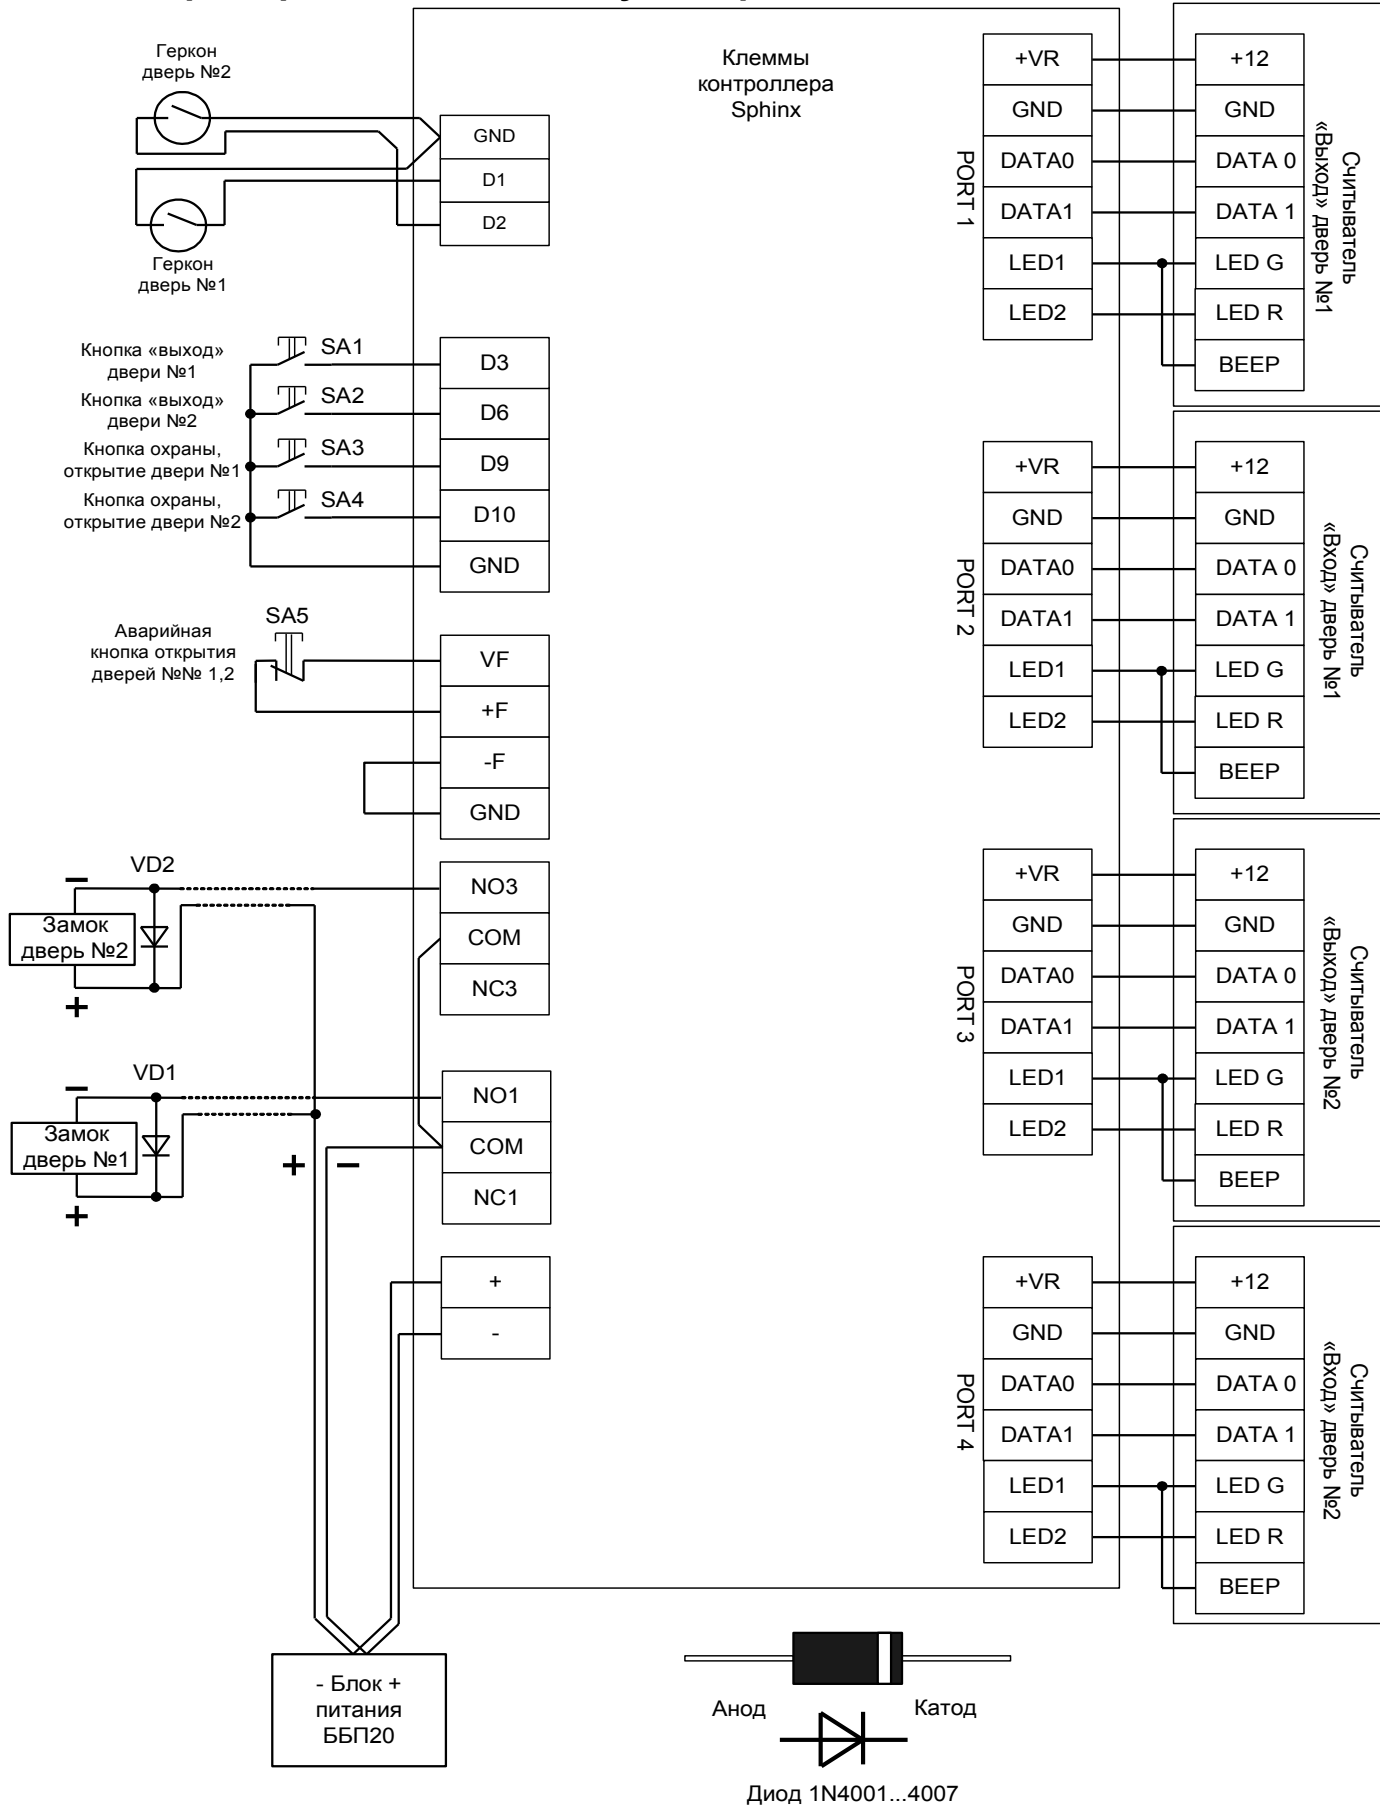 Геркон
дверь №2
Геркон
дверь №1
Клеммы
контроллера
Sphinx
GND
D1
D2
Кнопка «выход»
двери №1
SA1
Кнопка «выход»
двери №2
SA2
Кнопка охраны,
открытие двери №1
SA3
Кнопка охраны,
открытие двери №2
SA4
D3
D6
D9
D10
GND
Аварийная
кнопка открытия
дверей №№ 1,2
SA5
VF
+F
-F
GND
VD2
−
Замок
дверь №2
+
NO3
COM
NC3
VD1
−
Замок
дверь №1
+
+ −
NO1
COM
NC1
+
-
- Блок +
питания
ББП20
PORT 1
+VR
GND
DATA0
DATA1
LED1
LED2
+12
GND
DATA 0
DATA 1
LED G
LED R
BEEP
Считыватель
«Выход» дверь №1
PORT 2
+VR
GND
DATA0
DATA1
LED1
LED2
+12
GND
DATA 0
DATA 1
LED G
LED R
BEEP
Считыватель
«Вход» дверь №1
PORT 3
+VR
GND
DATA0
DATA1
LED1
LED2
+12
GND
DATA 0
DATA 1
LED G
LED R
BEEP
Считыватель
«Выход» дверь №2
PORT 4
+VR
GND
DATA0
DATA1
LED1
LED2
+12
GND
DATA 0
DATA 1
LED G
LED R
BEEP
Считыватель
«Вход» дверь №2
Анод
Катод
Диод 1N4001...4007